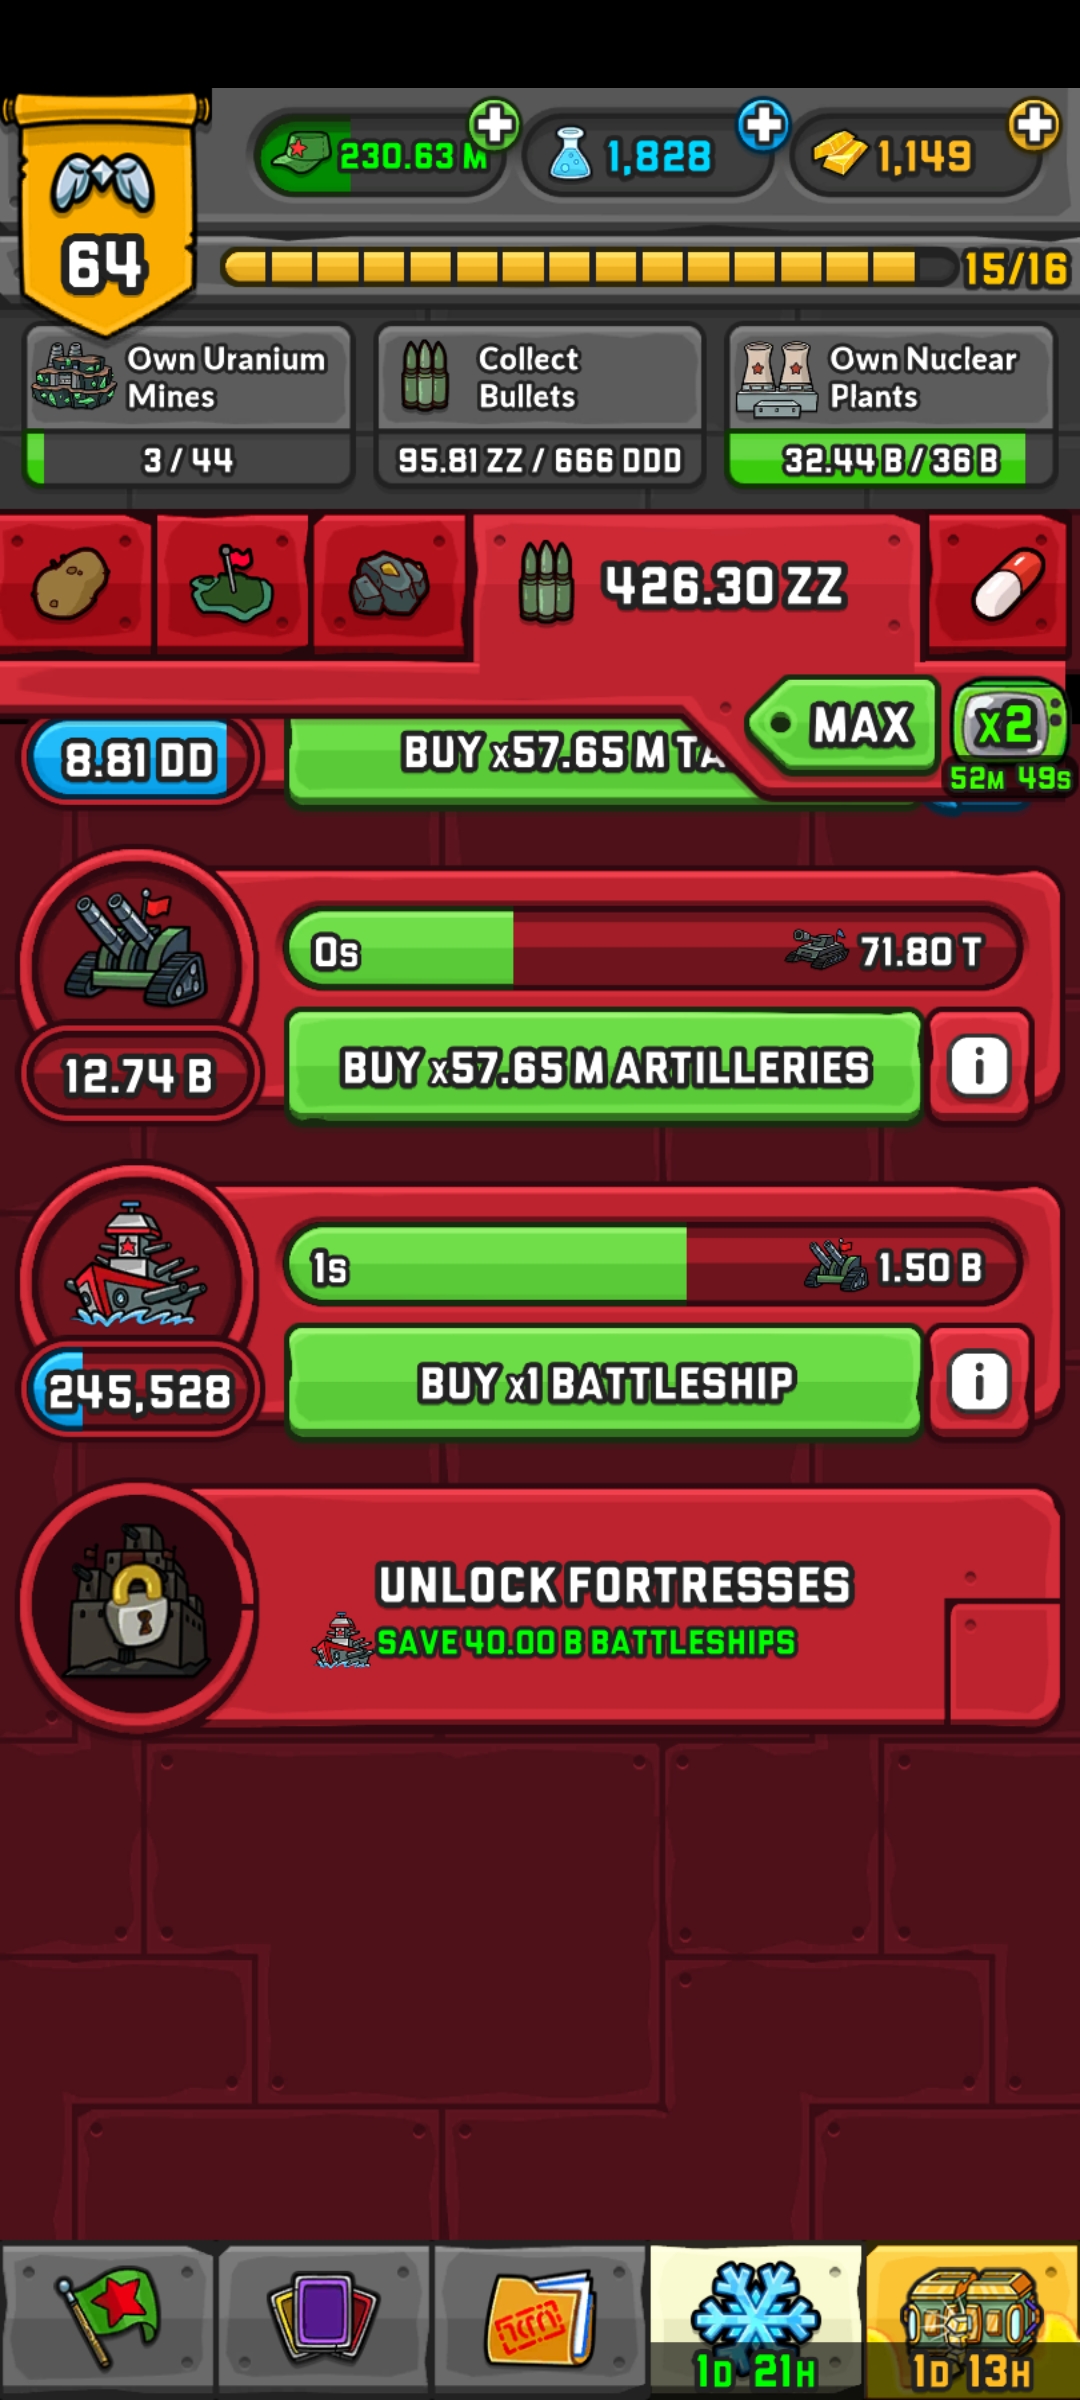 64
230.63 M
1,828
1,149
15/16
Own Uranium
Mines
3 / 44
Collect
Bullets
95.81 ZZ / 666 DDD
Own Nuclear
Plants
32.44 B / 36 B
426.30 ZZ
MAX
x2
52M 49S
8.81 DD
BUY x57.65 M TA
0s
71.80 T
12.74 B
BUY x57.65 M ARTILLERIES
i
1s
1.50 B
245,528
BUY x1 BATTLESHIP
i
UNLOCK FORTRESSES
SAVE 40.00 B BATTLESHIPS
1D 21H
1D 13H